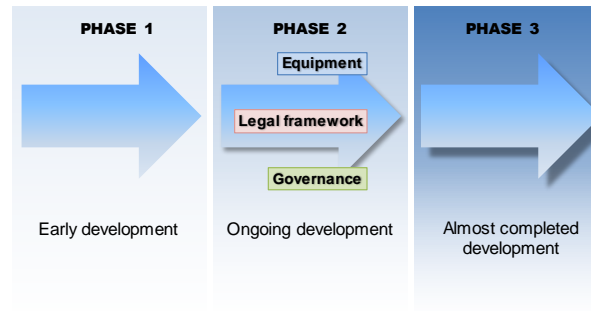 PHASE 1
PHASE 2
PHASE 3
Equipment
Legal framework
Governance
Early development
Ongoing development
Almost completed
development